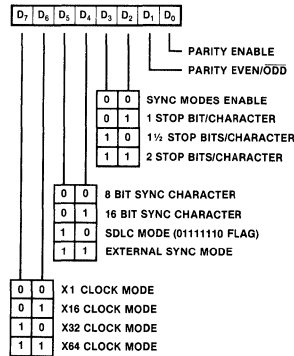 D7 D6 D5 D4 D3 D2 D1 D0
PARITY ENABLE
PARITY EVEN/O̅D̅D̅
0 0 SYNC MODES ENABLE
0 1 1 STOP BIT/CHARACTER
1 0 1½ STOP BITS/CHARACTER
1 1 2 STOP BITS/CHARACTER
0 0 8 BIT SYNC CHARACTER
0 1 16 BIT SYNC CHARACTER
1 0 SDLC MODE (01111110 FLAG)
1 1 EXTERNAL SYNC MODE
0 0 X1 CLOCK MODE
0 1 X16 CLOCK MODE
1 0 X32 CLOCK MODE
1 1 X64 CLOCK MODE